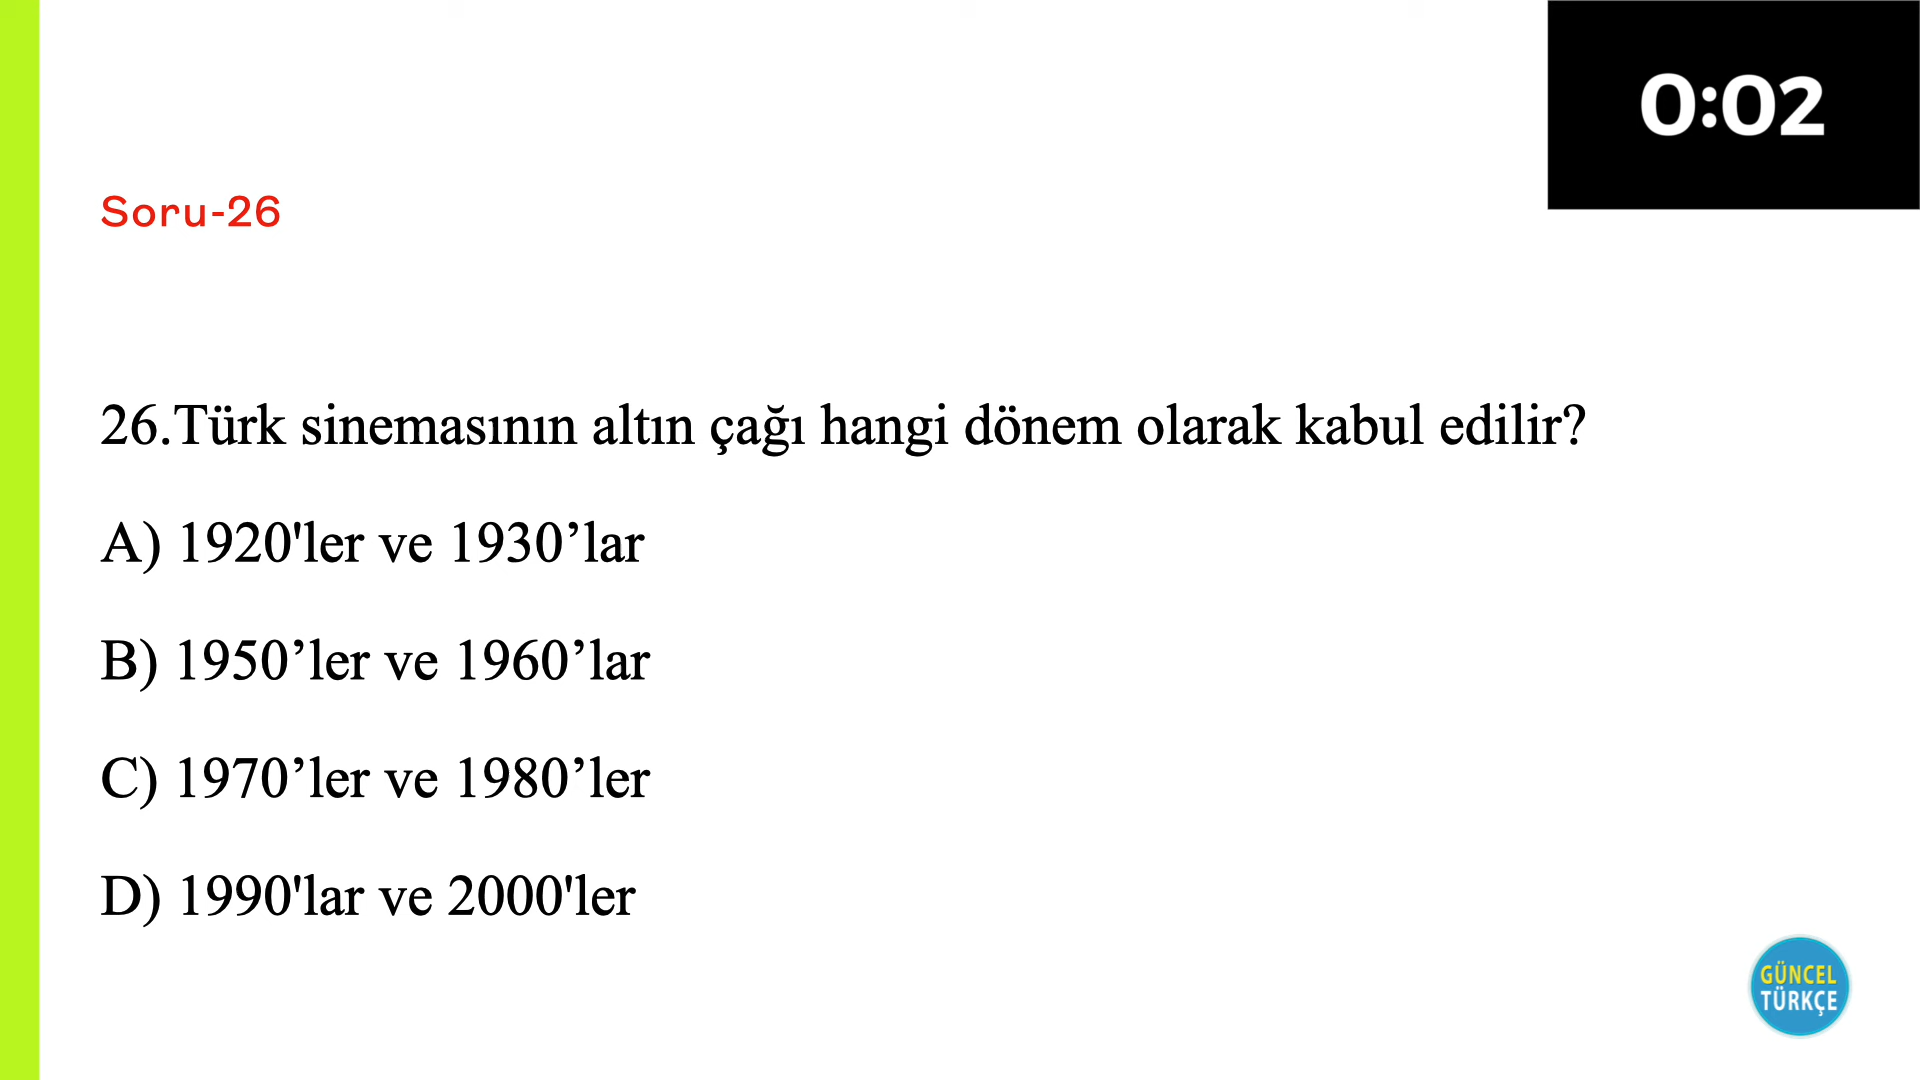 0:02
Soru-26
26.Türk sinemasının altın çağı hangi dönem olarak kabul edilir?
A) 1920'ler ve 1930’lar
B) 1950’ler ve 1960’lar
C) 1970’ler ve 1980’ler
D) 1990'lar ve 2000'ler
GÜNCEL
TÜRKÇE